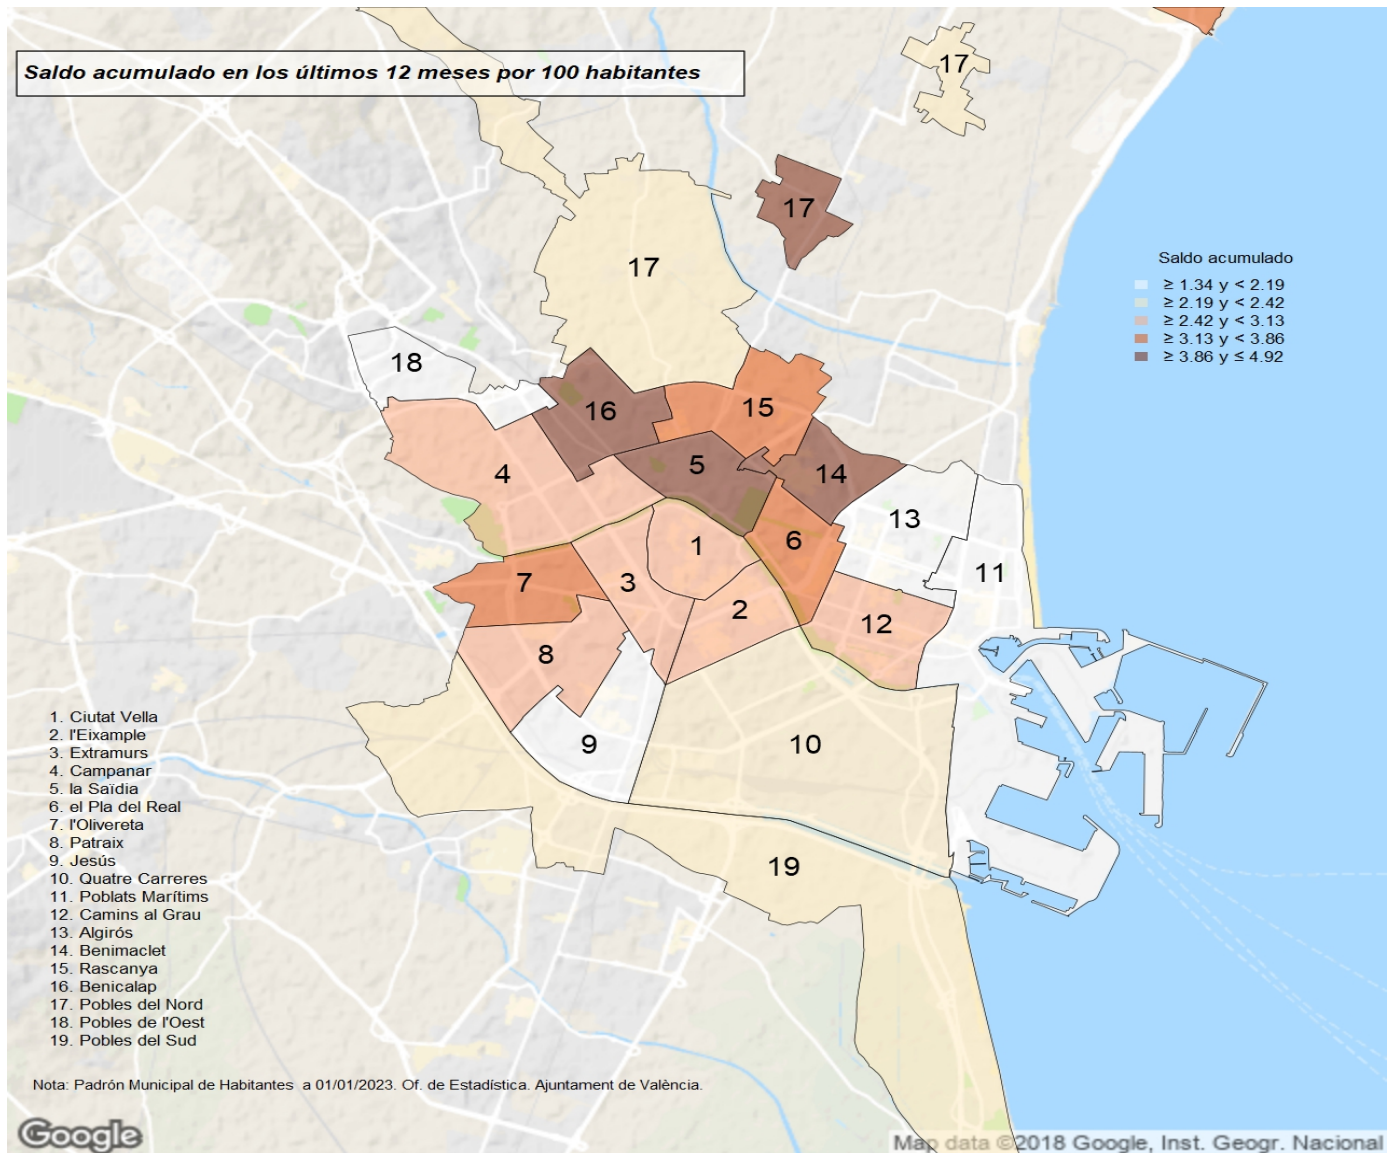 Saldo acumulado en los últimos 12 meses por 100 habitantes
17
17
17
Saldo acumulado
≥ 1.34 y < 2.19
≥ 2.19 y < 2.42
≥ 2.42 y < 3.13
≥ 3.13 y < 3.86
≥ 3.86 y ≤ 4.92
18
16
15
4
5
14
13
1
6
11
7
3
2
12
8
9
10
19
1. Ciutat Vella
2. l'Eixample
3. Extramurs
4. Campanar
5. la Saïdia
6. el Pla del Real
7. l'Olivereta
8. Patraix
9. Jesús
10. Quatre Carreres
11. Poblats Marítims
12. Camins al Grau
13. Algirós
14. Benimaclet
15. Rascanya
16. Benicalap
17. Pobles del Nord
18. Pobles de l'Oest
19. Pobles del Sud
Nota: Padrón Municipal de Habitantes a 01/01/2023. Of. de Estadística. Ajuntament de València.
Google
Map data ©2018 Google, Inst. Geogr. Nacional